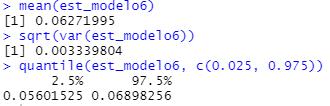 > mean(est_modelo6)
[1] 0.06271995
> sqrt(var(est_modelo6))
[1] 0.003339804
> quantile(est_modelo6, c(0.025, 0.975))
2.5% 97.5%
0.05601525 0.06898256